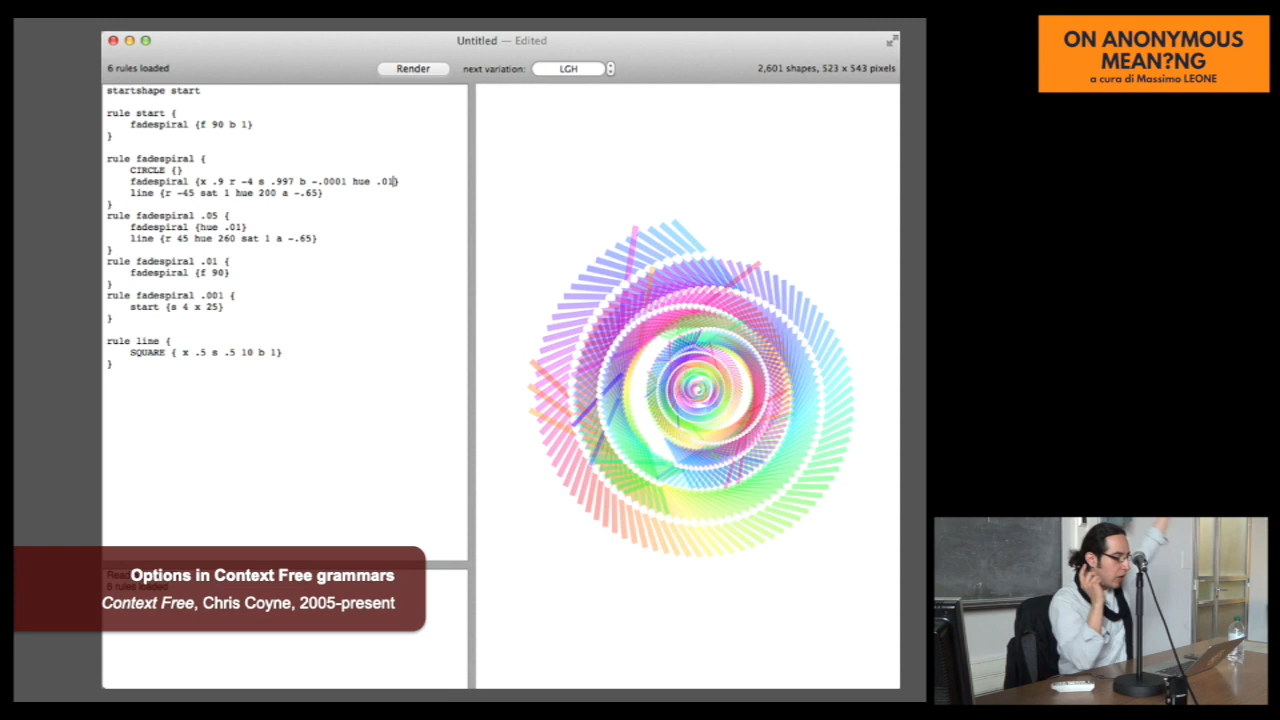 Untitled — Edited
6 rules loaded
Render
next variation:
LGH
2,601 shapes, 523 x 543 pixels
startshape start
rule start {
fadespiral {f 90 b 1}
}
rule fadespiral {
CIRCLE {}
fadespiral {x .9 r -4 s .997 b -.0001 hue .01}
line {r -45 sat 1 hue 200 a -.65}
}
rule fadespiral .05 {
fadespiral {hue .01}
line {r 45 hue 260 sat 1 a -.65}
}
rule fadespiral .01 {
fadespiral {f 90}
}
rule fadespiral .001 {
start {s 4 x 25}
}
rule line {
SQUARE { x .5 s .5 10 b 1}
}
6 rules loaded
Options in Context Free grammars
Context Free, Chris Coyne, 2005-present
ON ANONYMOUS
MEAN?NG
a cura di Massimo LEONE